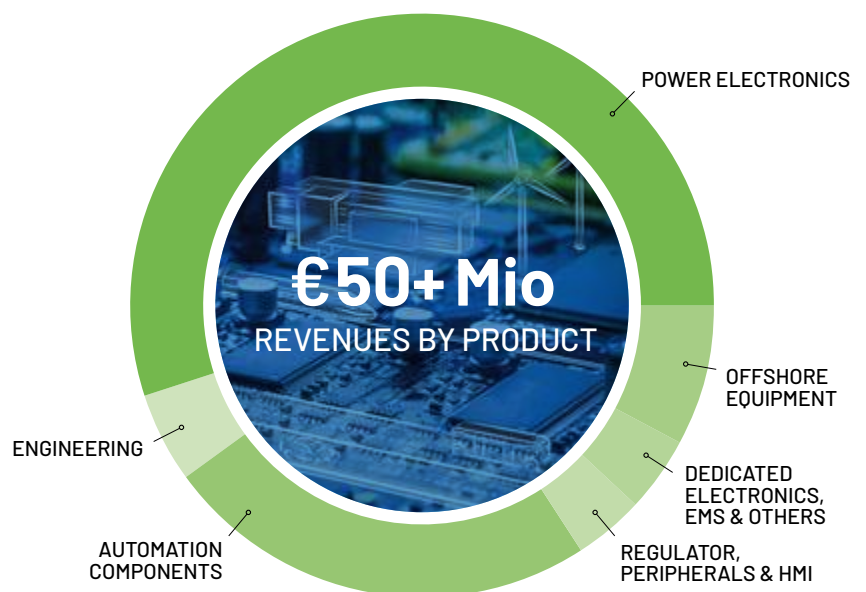 POWER ELECTRONICS
€50+ Mio
REVENUES BY PRODUCT
OFFSHORE
EQUIPMENT
ENGINEERING
DEDICATED
ELECTRONICS,
EMS & OTHERS
AUTOMATION
COMPONENTS
REGULATOR,
PERIPHERALS & HMI